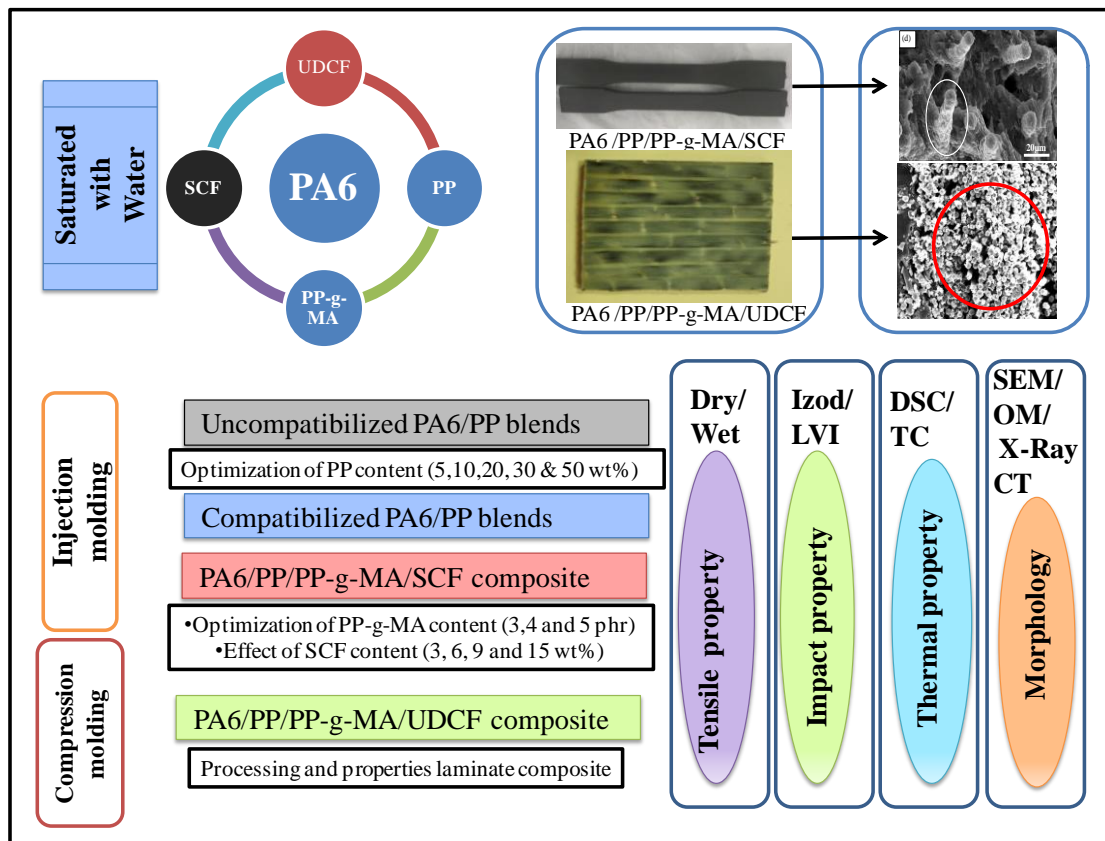 Saturated
with
Water
UDCF
SCF
PA6
PP
PP-g-
MA
PA6 /PP/PP-g-MA/SCF
PA6/PP/PP-g-MA/UDCF
(d)
20µm
Injection
molding
Compression
molding
Uncompatibilized PA6/PP blends
Optimization of PP content (5,10,20, 30 & 50 wt%)
Compatibilized PA6/PP blends
PA6/PP/PP-g-MA/SCF composite
•Optimization of PP-g-MA content (3,4 and 5 phr)
•Effect of SCF content (3, 6, 9 and 15 wt%)
PA6/PP/PP-g-MA/UDCF composite
Processing and properties laminate composite
Dry/
Wet
Tensile property
Izod/
LVI
Impact property
DSC/
TC
Thermal property
SEM/
OM/
X-Ray
CT
Morphology